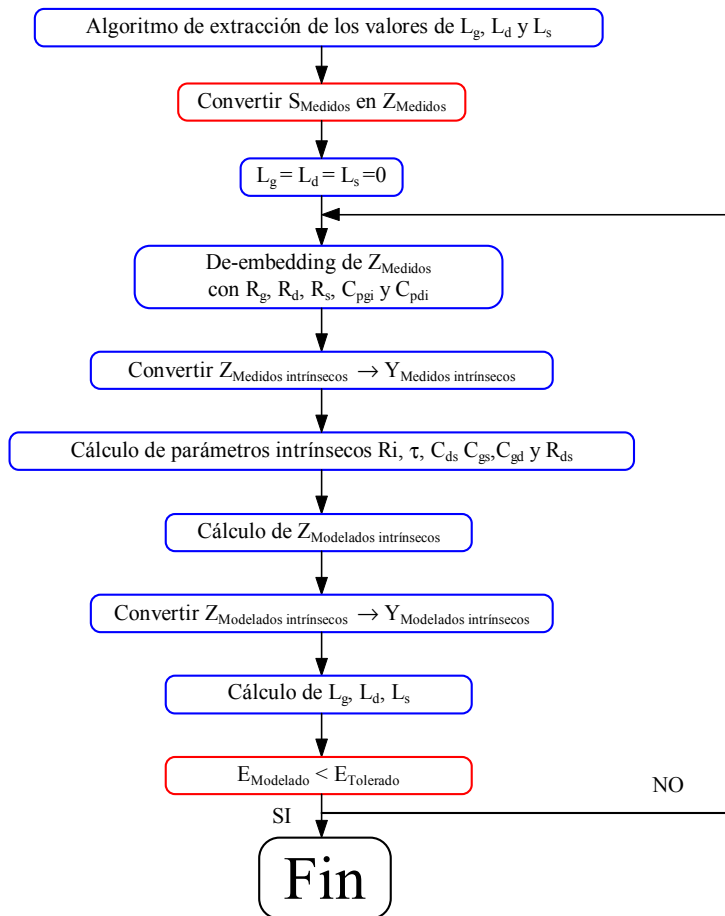 Algoritmo de extracción de los valores de Lg, Ld y Ls
Convertir SMedidos en ZMedidos
Lg = Ld = Ls =0
De-embedding de ZMedidos
con Rg, Rd, Rs, Cpgi y Cpdi
Convertir ZMedidos intrínsecos → YMedidos intrínsecos
Cálculo de parámetros intrínsecos Ri, τ, Cds Cgs,Cgd y Rds
Cálculo de ZModelados intrínsecos
Convertir ZModelados intrínsecos → YModelados intrínsecos
Cálculo de Lg, Ld, Ls
EModelado < ETolerado
NO
SI
Fin